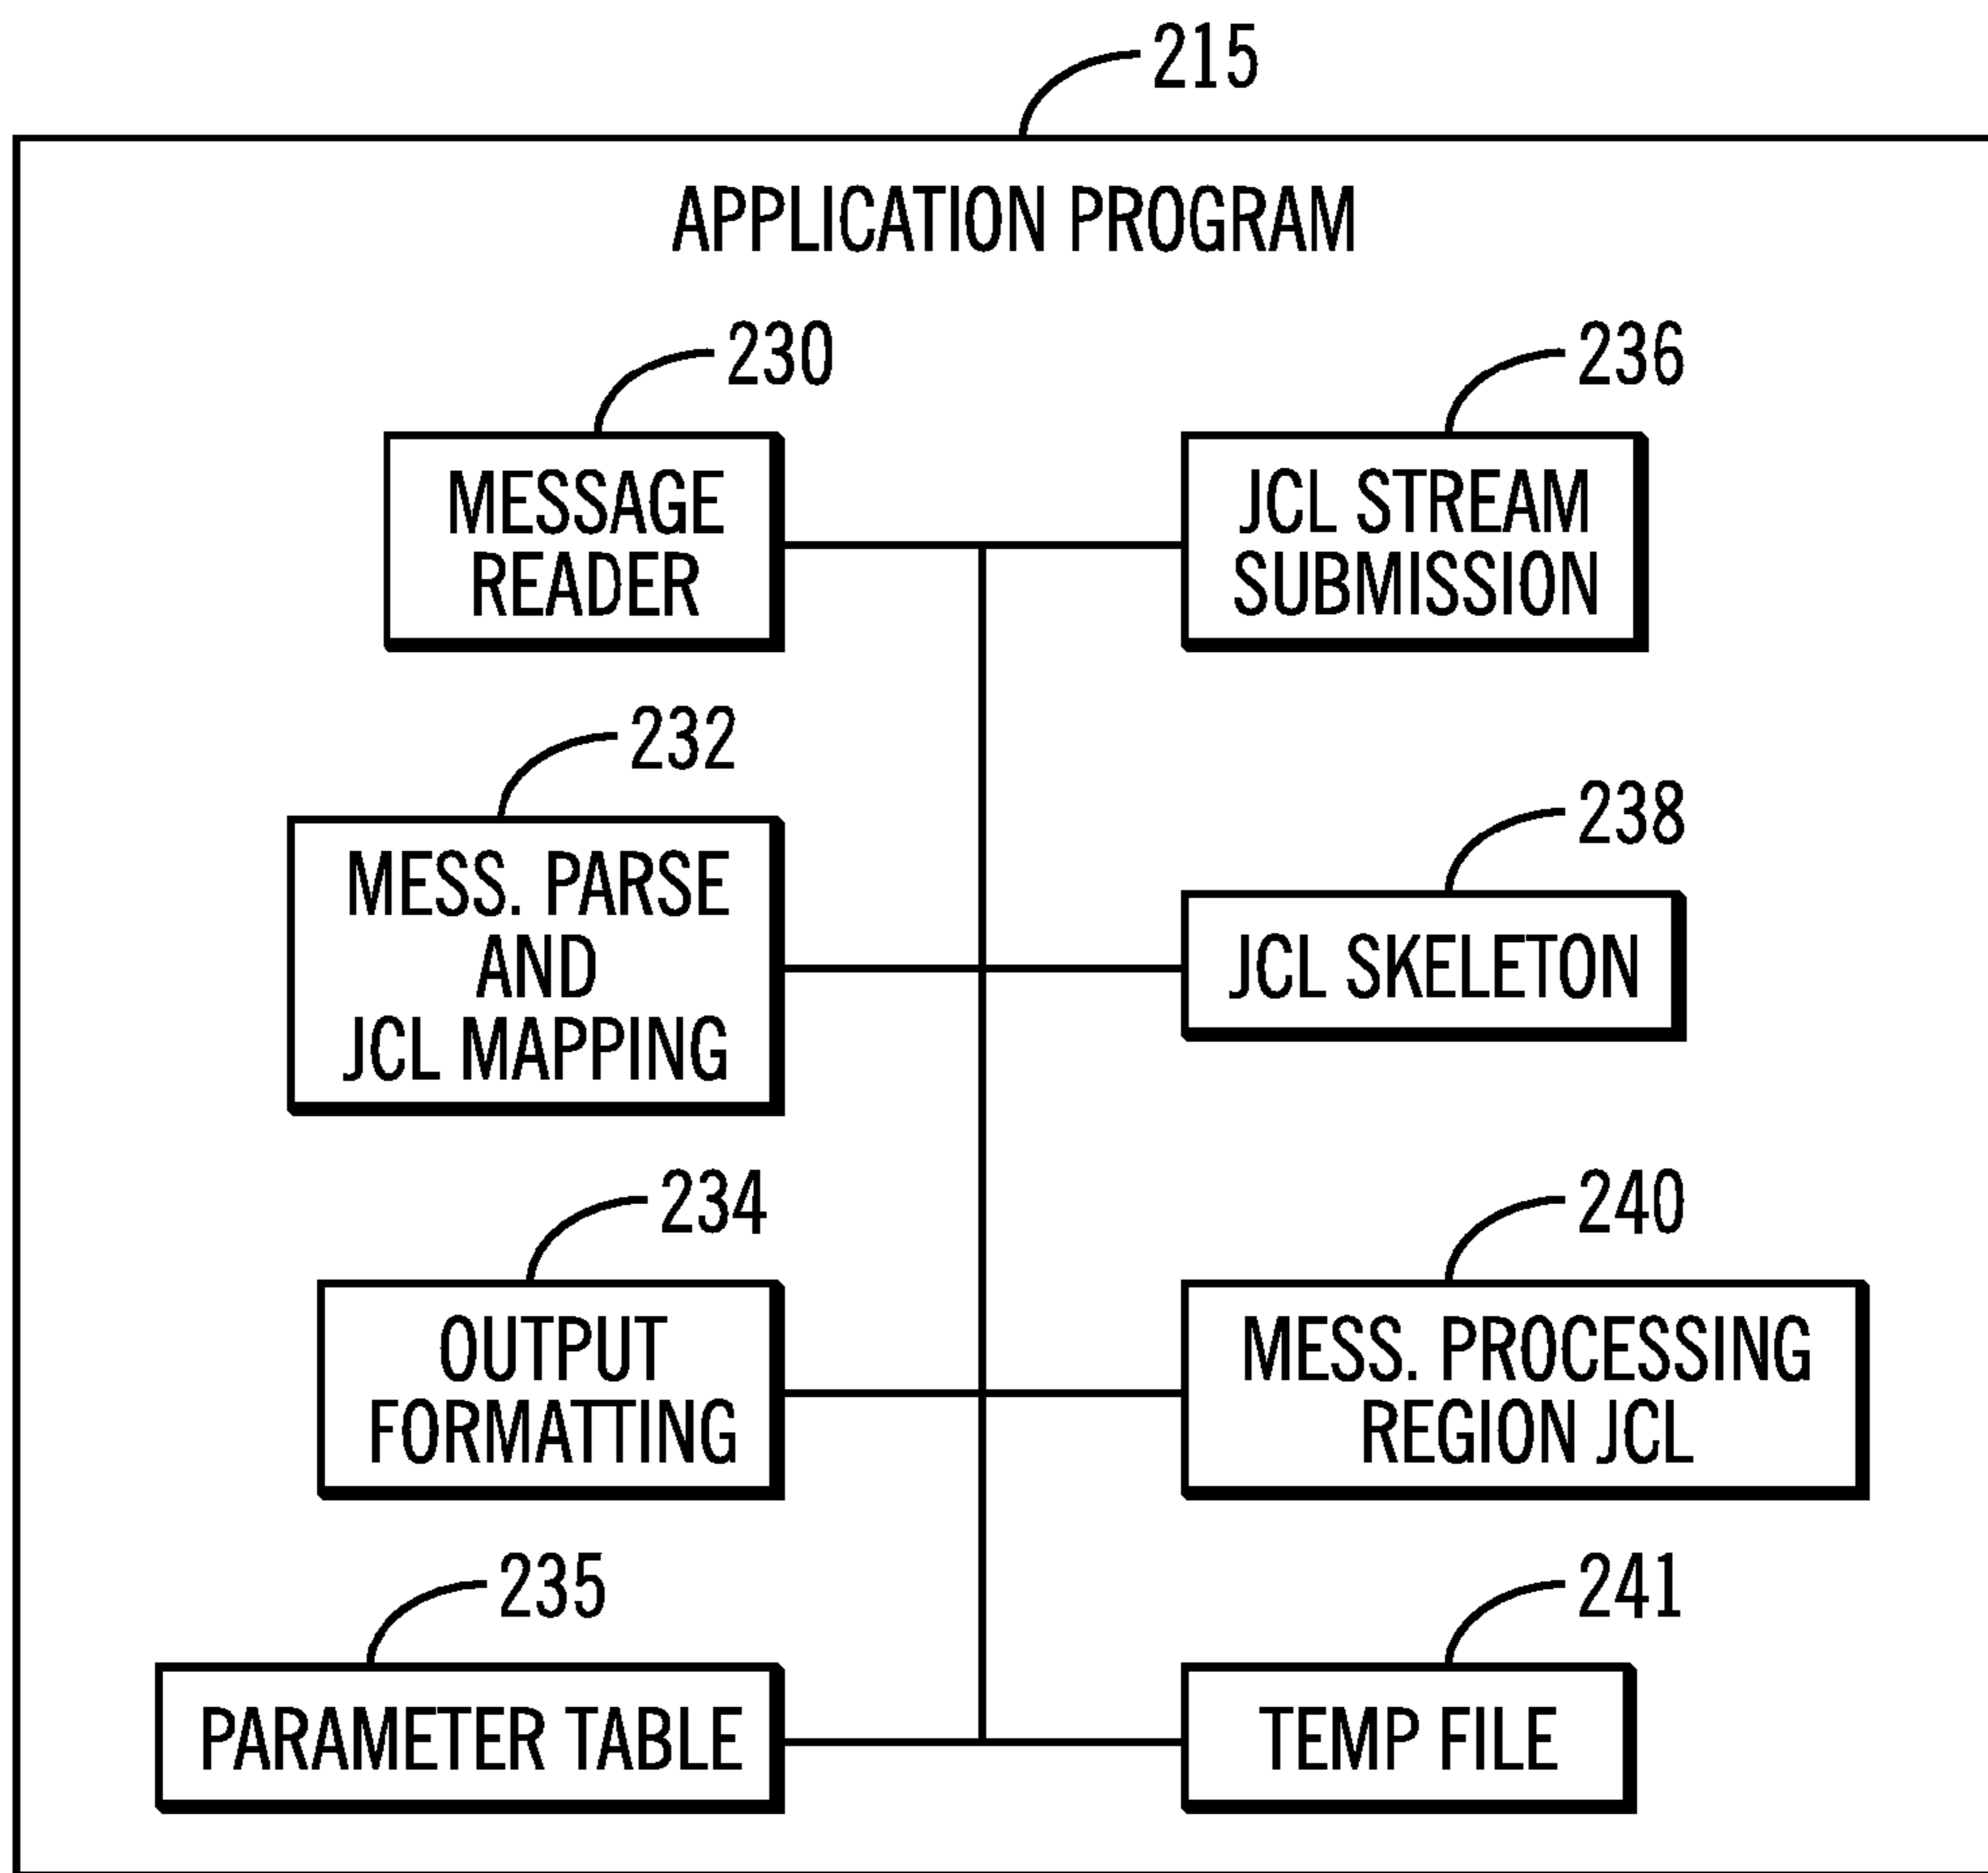 215
APPLICATION PROGRAM
230
MESSAGE
READER
236
JCL STREAM
SUBMISSION
232
MESS. PARSE
AND
JCL MAPPING
238
JCL SKELETON
234
OUTPUT
FORMATTING
240
MESS. PROCESSING
REGION JCL
235
PARAMETER TABLE
241
TEMP FILE